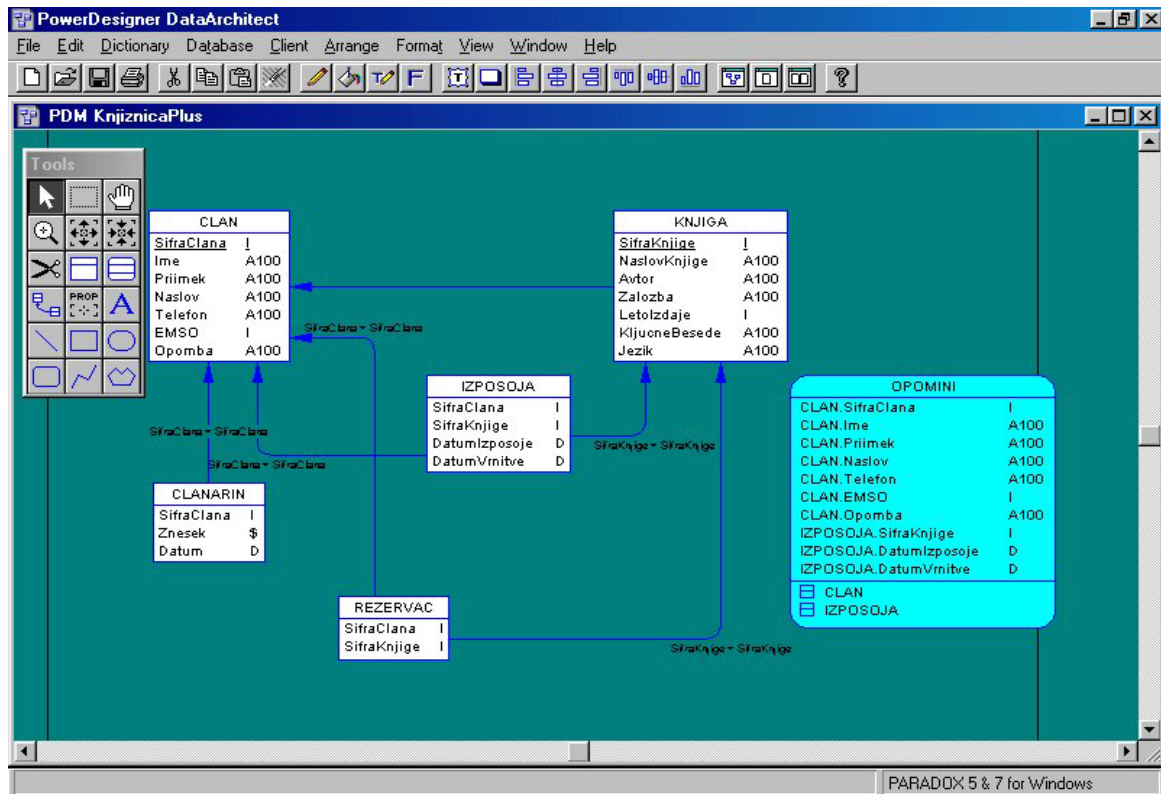 PowerDesigner DataArchitect
File Edit Dictionary Database Client Arrange Format View Window Help
T F T
PDM KnjiznicaPlus
Tools
PROP
A
CLAN
SifraClana I
Ime A100
Priimek A100
Naslov A100
Telefon A100
EMSO I
Opomba A100
KNJIGA
SifraKnjige I
NaslovKnjige A100
Avtor A100
Zalozba A100
LetoIzdaje I
KljucneBesede A100
Jezik A100
SifraClana = SifraClana
IZPOSOJA
SifraClana I
SifraKnjige I
DatumIzposoje D
DatumVrnitve D
SifraKnjige = SifraKnjige
SifraClana = SifraClana
SifraClana = SifraClana
CLANARIN
SifraClana I
Znesek $
Datum D
OPOMINI
CLAN.SifraClana I
CLAN.Ime A100
CLAN.Priimek A100
CLAN.Naslov A100
CLAN.Telefon A100
CLAN.EMSO I
CLAN.Opomba A100
IZPOSOJA.SifraKnjige I
IZPOSOJA.DatumIzposoje D
IZPOSOJA.DatumVrnitve D
CLAN
IZPOSOJA
REZERVAC
SifraClana I
SifraKnjige I
SifraKnjige = SifraKnjige
PARADOX 5 & 7 for Windows